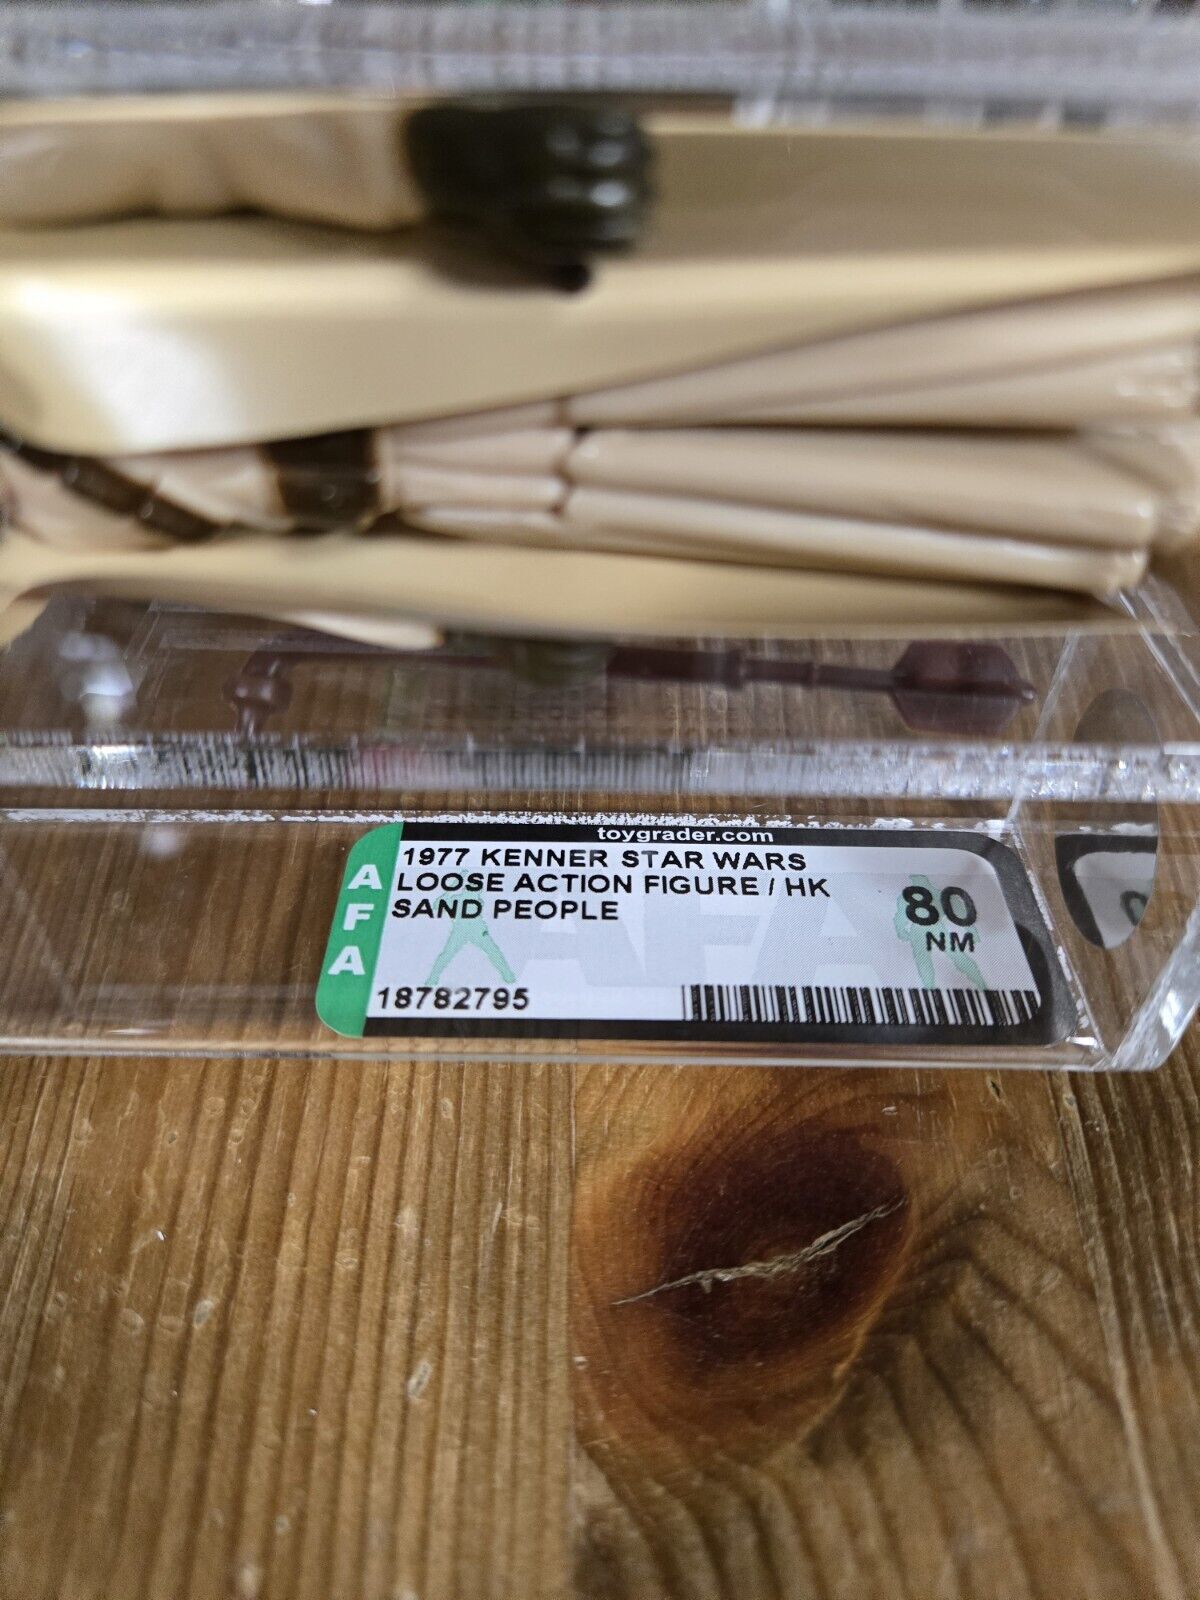 toygrader.com
AFA
1977 KENNER STAR WARS
LOOSE ACTION FIGURE / HK
SAND PEOPLE
80
NM
18782795